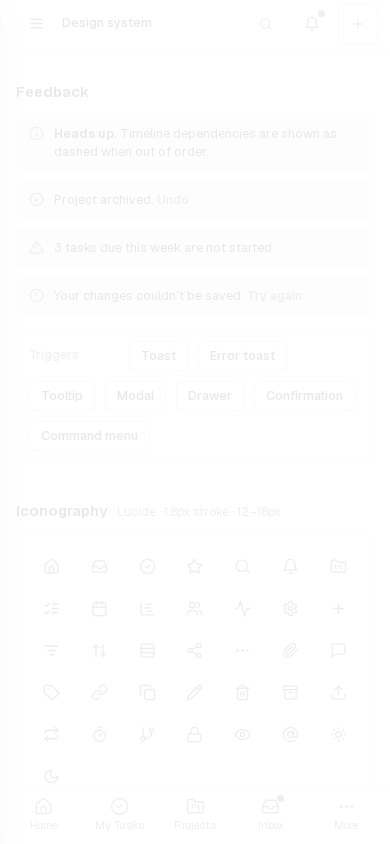 Design system
Feedback
Heads up. Timeline dependencies are shown as
dashed when out of order.
Project archived. Undo
3 tasks due this week are not started.
Your changes couldn't be saved. Try again
Triggers
Toast
Error toast
Tooltip
Modal
Drawer
Confirmation
Command menu
Iconography Lucide · 1.8px stroke · 12–18px
Home
My Tasks
Projects
Inbox
More